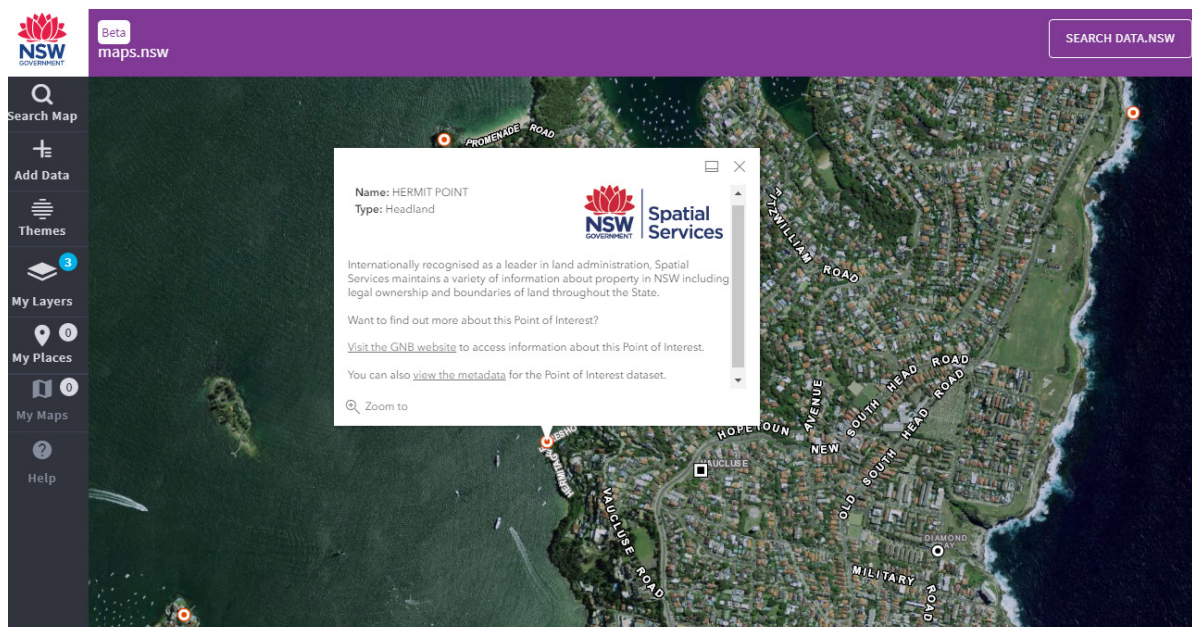 NSW
GOVERNMENT
Beta
maps.nsw
SEARCH DATA.NSW
Search Map
Add Data
Themes
3
My Layers
0
My Places
0
My Maps
Help
PROMENADE ROAD
Name: HERMIT POINT
Type: Headland
NSW
GOVERNMENT
Spatial
Services
Internationally recognised as a leader in land administration, Spatial
Services maintains a variety of information about property in NSW including
legal ownership and boundaries of land throughout the State.
Want to find out more about this Point of Interest?
Visit the GNB website to access information about this Point of Interest.
You can also view the metadata for the Point of Interest dataset.
Zoom to
FITZWILLIAM ROAD
HOPETOUN AVENUE
NEW SOUTH HEAD ROAD
OLD SOUTH HEAD ROAD
VAUCLUSE
VAUCLUSE ROAD
DIAMOND
MILITARY ROAD